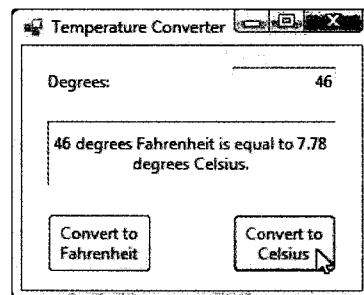 Temperature Converter
Degrees: 46
46 degrees Fahrenheit is equal to 7.78
degrees Celsius.
Convert to
Fahrenheit
Convert to
Celsius